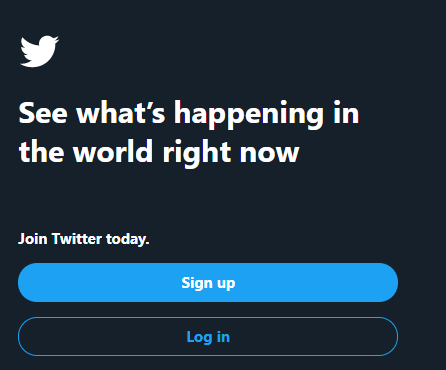 See what’s happening in
the world right now
Join Twitter today.
Sign up
Log in